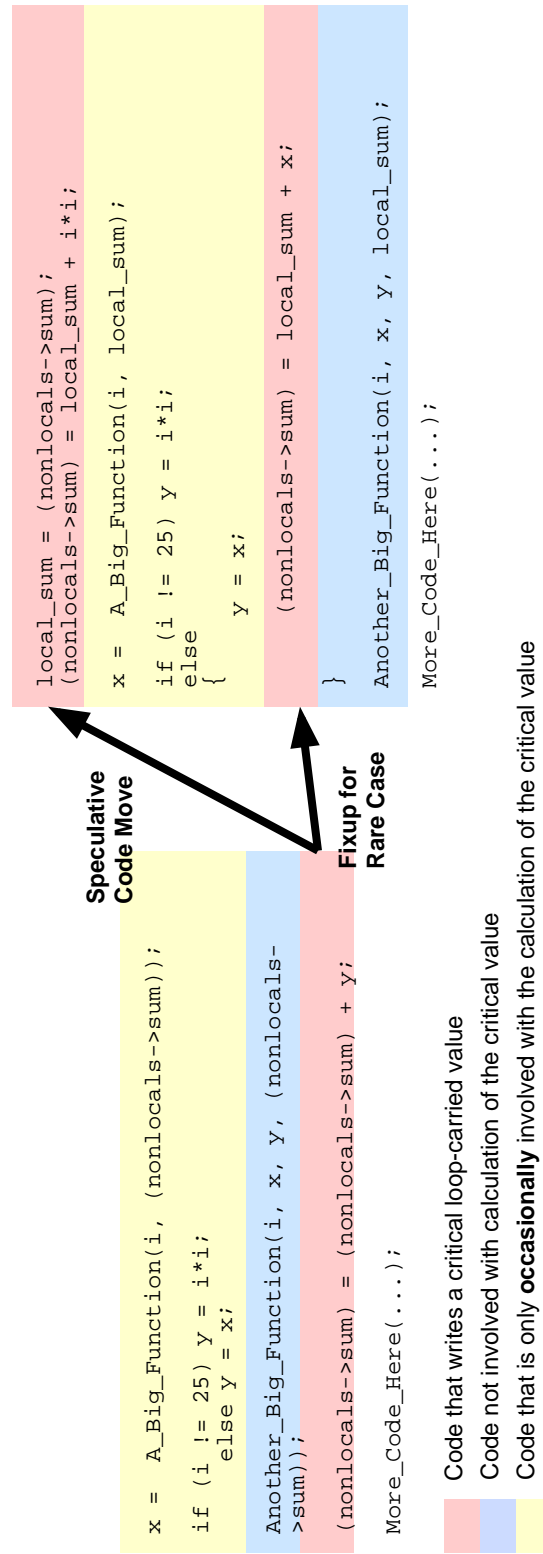 x = A_Big_Function(i, (nonlocals->sum));
if (i != 25) y = i*i;
else y = x;
Another_Big_Function(i, x, y, (nonlocals-
>sum));
(nonlocals->sum) = (nonlocals->sum) + y;
More_Code_Here(...);
Speculative
Code Move
Fixup for
Rare Case
local_sum = (nonlocals->sum);
(nonlocals->sum) = local_sum + i*i;
x = A_Big_Function(i, local_sum);
if (i != 25) y = i*i;
else
{
y = x;
(nonlocals->sum) = local_sum + x;
}
Another_Big_Function(i, x, y, local_sum);
More_Code_Here(...);
Code that writes a critical loop-carried value
Code not involved with calculation of the critical value
Code that is only occasionally involved with the calculation of the critical value